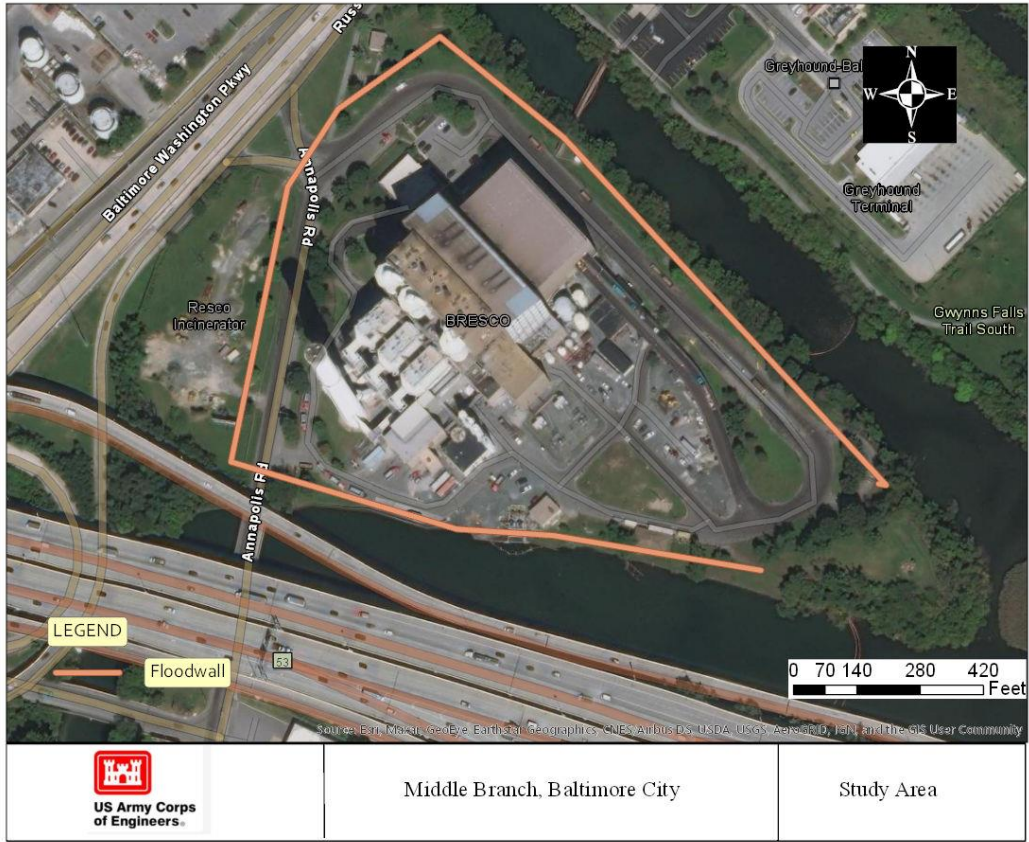 Russ
Baltimore Washington Pkwy
Annapolis Rd
Greyhound-Bal
N
W
E
S
Greyhound
Terminal
Resco
Incinerator
BRESCO
Gwynns Falls
Trail South
Annapolis Rd
LEGEND
Floodwall
53
0 70 140 280 420
Feet
Source: Esri, Maxar, GeoEye, Earthstar Geographics, CNES/Airbus DS, USDA, USGS, AeroGRID, IGN, and the GIS User Community
US Army Corps
of Engineers®
Middle Branch, Baltimore City
Study Area